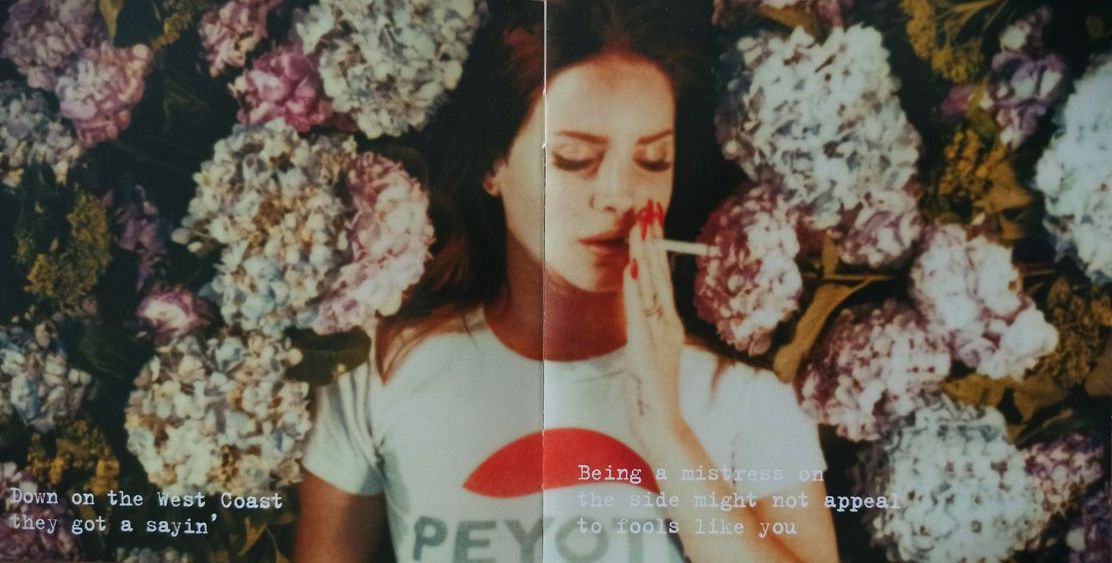 Down on the West Coast
they got a sayin'
Being a mistress on
the side might not appeal
to fools like you
PEYOT